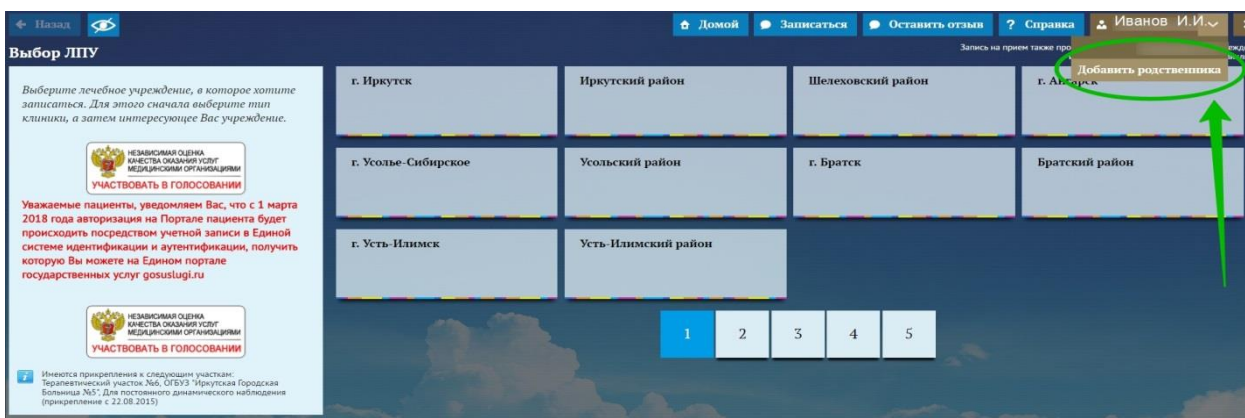 Назад
Домой
Записаться
Оставить отзыв
? Справка
Иванов И.И.
Выбор ЛПУ
Запись на прием также про
Добавить родственника
Выберите лечебное учреждение, в которое хотите
записаться. Для этого сначала выберите тип
клиники, а затем интересующее Вас учреждение.
НЕЗАВИСИМАЯ ОЦЕНКА
КАЧЕСТВА ОКАЗАНИЯ УСЛУГ
МЕДИЦИНСКИМИ ОРГАНИЗАЦИЯМИ
УЧАСТВОВАТЬ В ГОЛОСОВАНИИ
Уважаемые пациенты, уведомляем Вас, что с 1 марта
2018 года авторизация на Портале пациента будет
происходить посредством учетной записи в Единой
системе идентификации и аутентификации, получить
которую Вы можете на Едином портале
государственных услуг gosuslugi.ru
НЕЗАВИСИМАЯ ОЦЕНКА
КАЧЕСТВА ОКАЗАНИЯ УСЛУГ
МЕДИЦИНСКИМИ ОРГАНИЗАЦИЯМИ
УЧАСТВОВАТЬ В ГОЛОСОВАНИИ
Имеются прикрепления к следующим участкам:
Терапевтический участок №6, ОГБУЗ "Иркутская Городская
Больница №5", Для постоянного динамического наблюдения
(прикрепление с 22.08.2015)
г. Иркутск
Иркутский район
Шелеховский район
г. Ангарск
г. Усолье-Сибирское
Усольский район
г. Братск
Братский район
г. Усть-Илимск
Усть-Илимский район
1 2 3 4 5